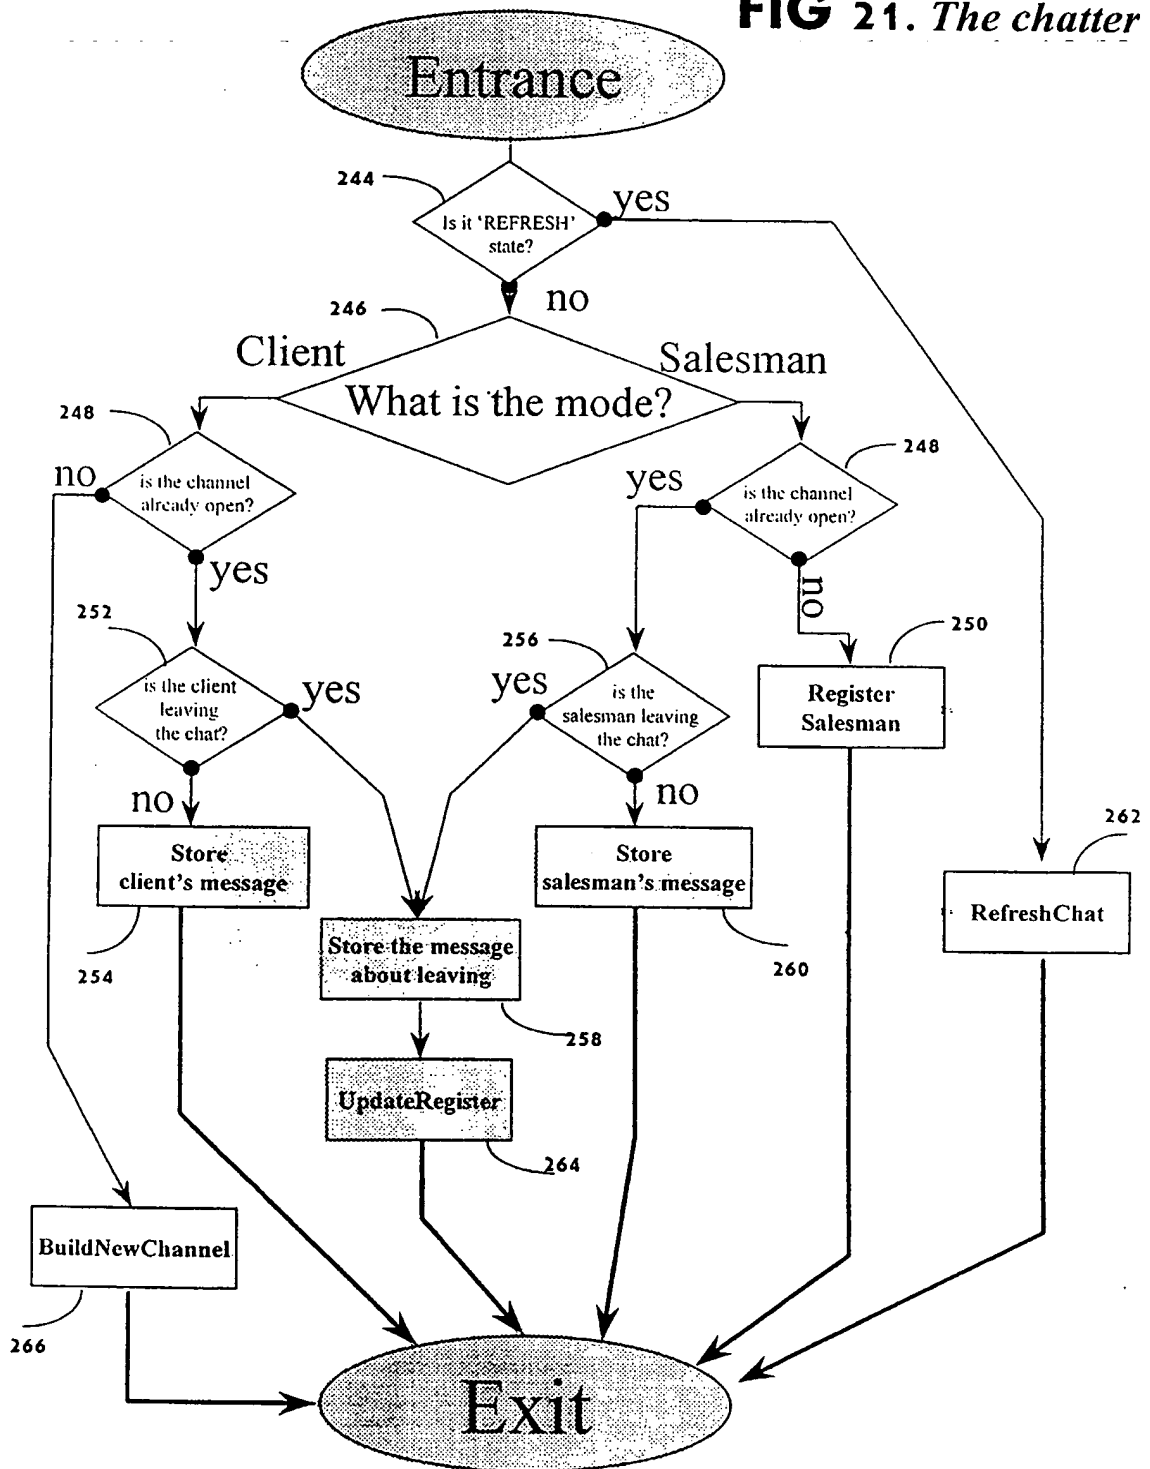 FIG 21. The chatter
Entrance
244
yes
Is it 'REFRESH'
state?
no
246
Client
Salesman
What is the mode?
248
no
is the channel
already open?
yes
248
yes
is the channel
already open?
no
252
is the client
leaving
the chat?
yes
no
256
yes
is the
salesman leaving
the chat?
no
250
Register
Salesman
Store
client's message
254
Store
salesman's message
260
262
RefreshChat
Store the message
about leaving
258
UpdateRegister
264
BuildNewChannel
266
Exit